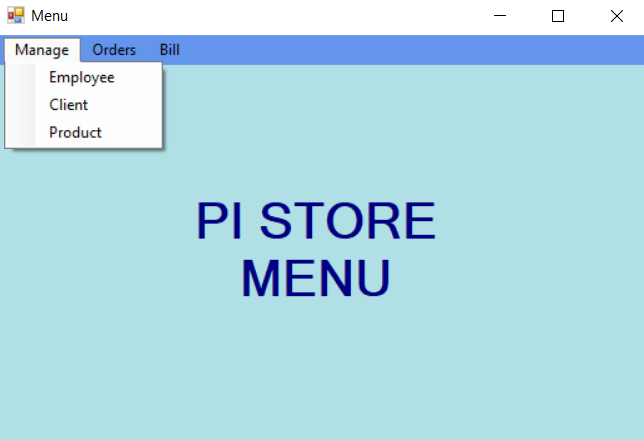 Menu
Manage Orders Bill
Employee
Client
Product
PI STORE
MENU